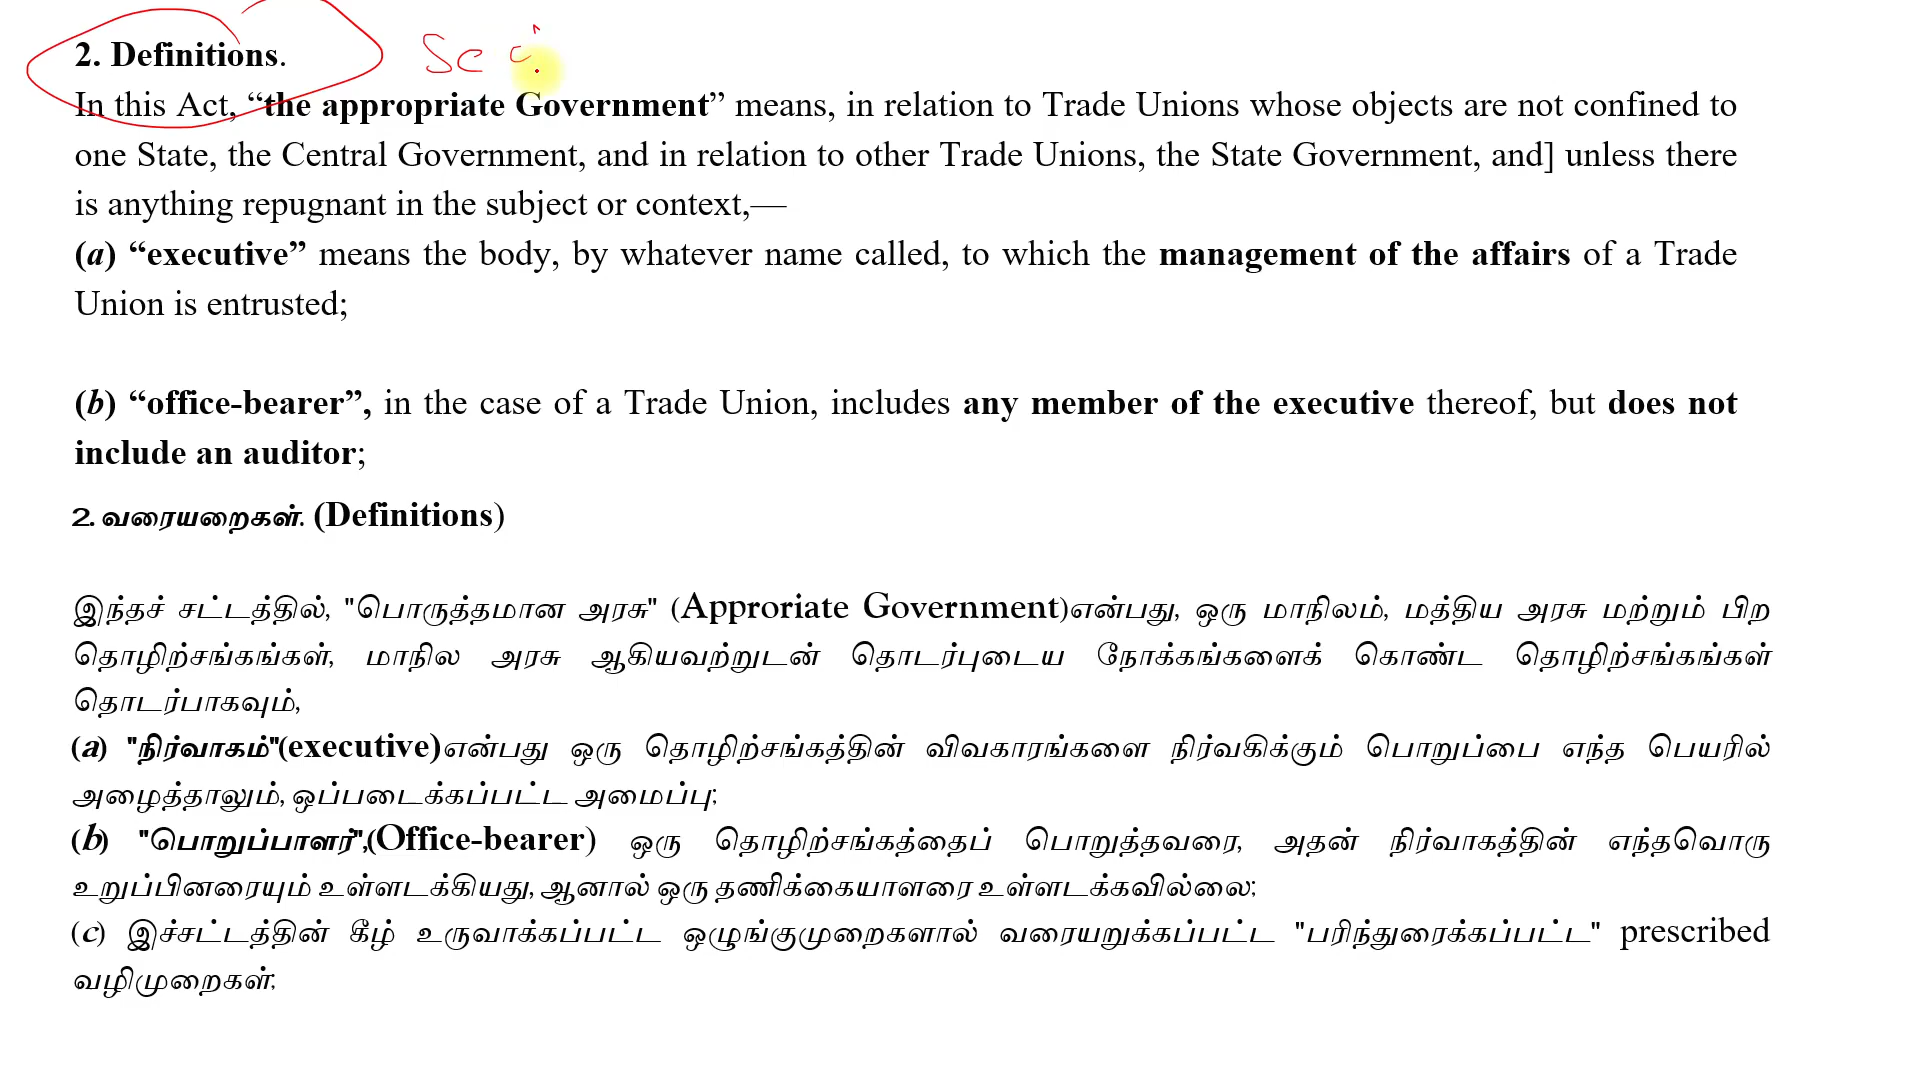 2. Definitions.
Sec
In this Act, “the appropriate Government” means, in relation to Trade Unions whose objects are not confined to
one State, the Central Government, and in relation to other Trade Unions, the State Government, and] unless there
is anything repugnant in the subject or context,—
(a) “executive” means the body, by whatever name called, to which the management of the affairs of a Trade
Union is entrusted;
(b) “office-bearer”, in the case of a Trade Union, includes any member of the executive thereof, but does not
include an auditor;
2. வரையறைகள். (Definitions)
இந்தச் சட்டத்தில், "பொருத்தமான அரசு" (Approriate Government)என்பது, ஒரு மாநிலம், மத்திய அரசு மற்றும் பிற
தொழிற்சங்கங்கள், மாநில அரசு ஆகியவற்றுடன் தொடர்புடைய நோக்கங்களைக் கொண்ட தொழிற்சங்கங்கள்
தொடர்பாகவும்,
(a) "நிர்வாகம்"(executive)என்பது ஒரு தொழிற்சங்கத்தின் விவகாரங்களை நிர்வகிக்கும் பொறுப்பை எந்த பெயரில்
அழைத்தாலும், ஒப்படைக்கப்பட்ட அமைப்பு;
(b) "பொறுப்பாளர்",(Office-bearer) ஒரு தொழிற்சங்கத்தைப் பொறுத்தவரை, அதன் நிர்வாகத்தின் எந்தவொரு
உறுப்பினரையும் உள்ளடக்கியது, ஆனால் ஒரு தணிக்கையாளரை உள்ளடக்கவில்லை;
(c) இச்சட்டத்தின் கீழ் உருவாக்கப்பட்ட ஒழுங்குமுறைகளால் வரையறுக்கப்பட்ட "பரிந்துரைக்கப்பட்ட" prescribed
வழிமுறைகள்;